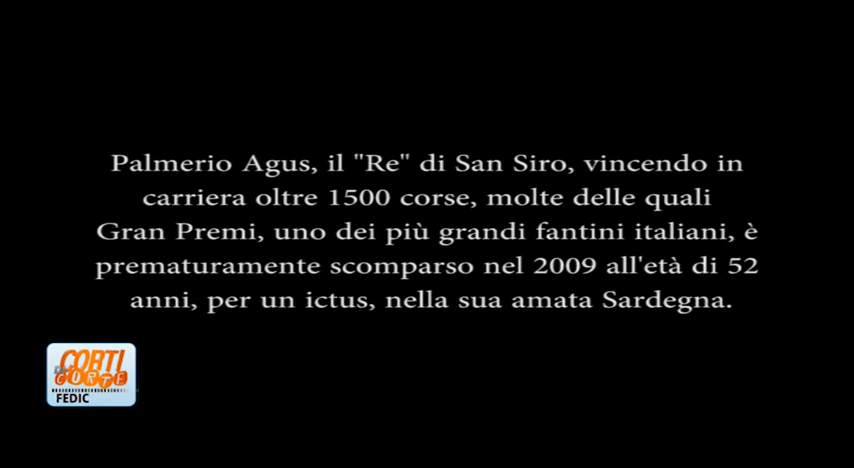 Palmerio Agus, il "Re" di San Siro, vincendo in
carriera oltre 1500 corse, molte delle quali
Gran Premi, uno dei più grandi fantini italiani, è
prematuramente scomparso nel 2009 all'età di 52
anni, per un ictus, nella sua amata Sardegna.
CORTI
CORTE
FEDIC